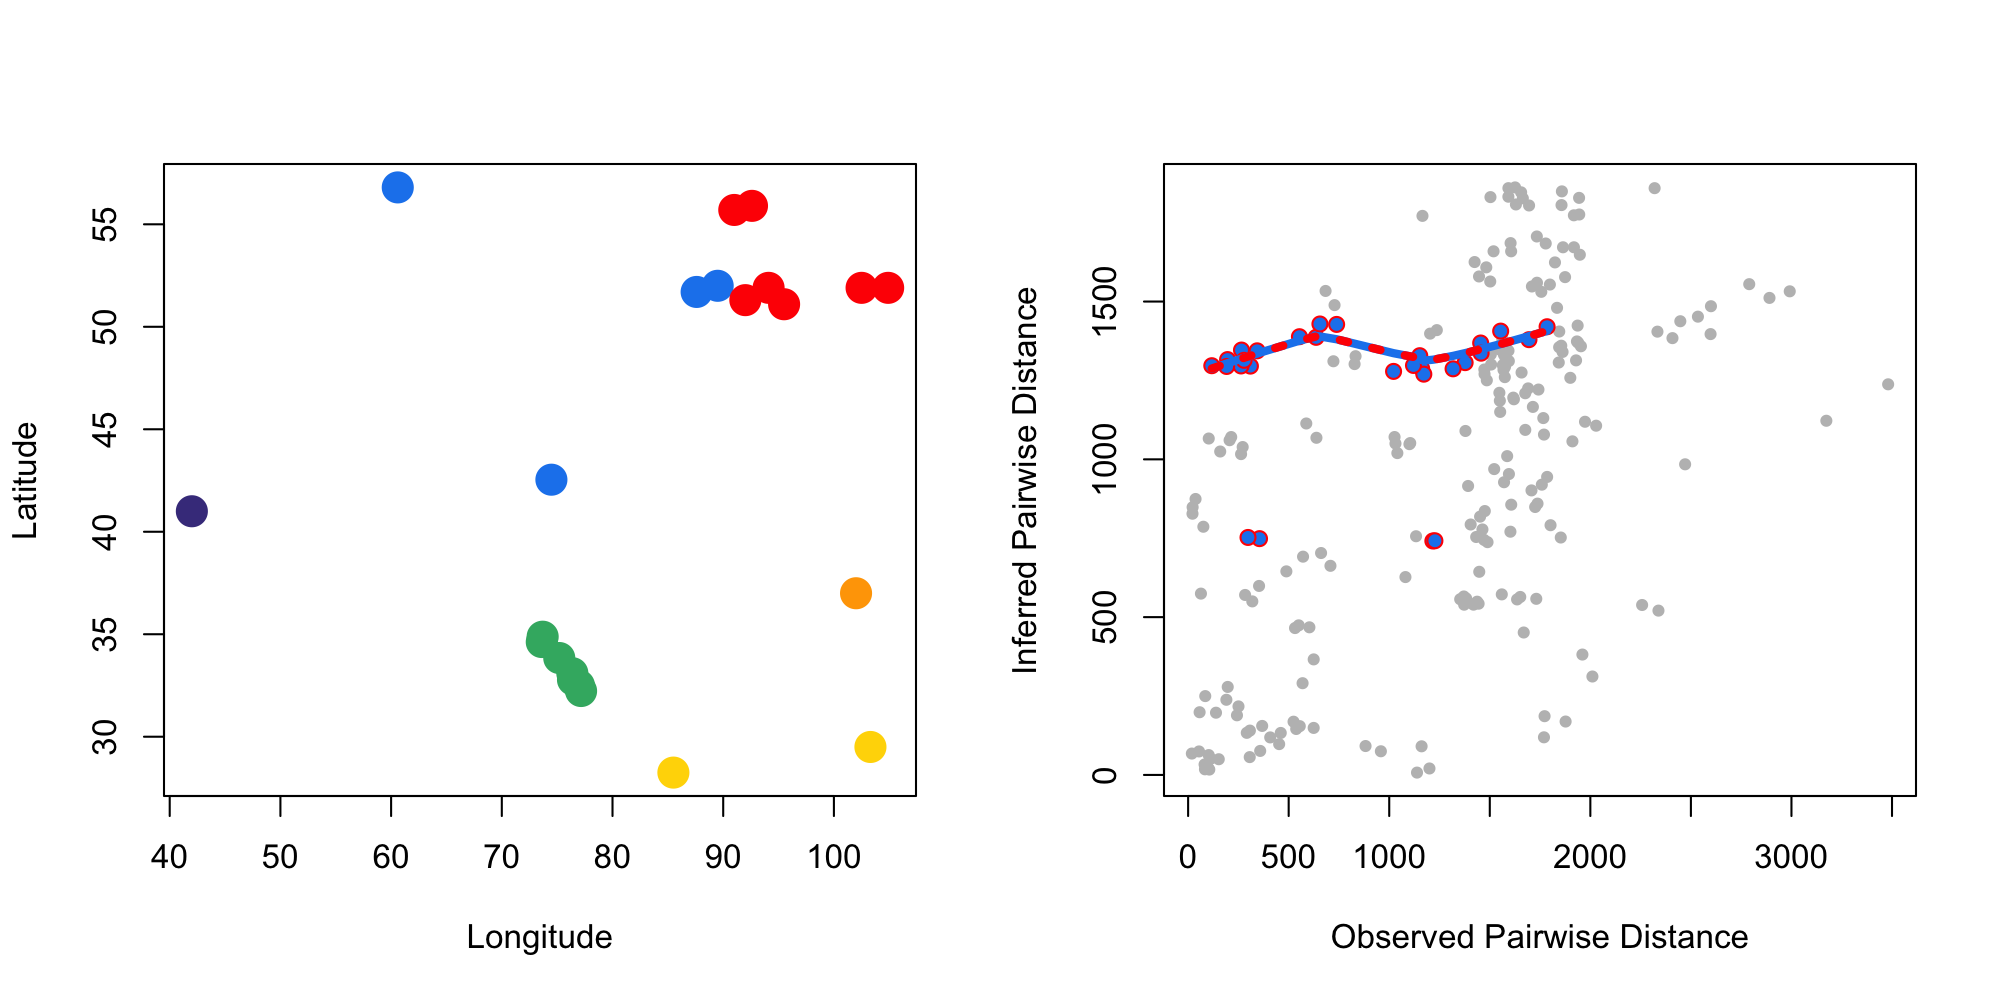 Latitude
55
50
45
40
35
30
40 50 60 70 80 90 100
Longitude
Inferred Pairwise Distance
1500
1000
500
0
0 500 1000 2000 3000
Observed Pairwise Distance